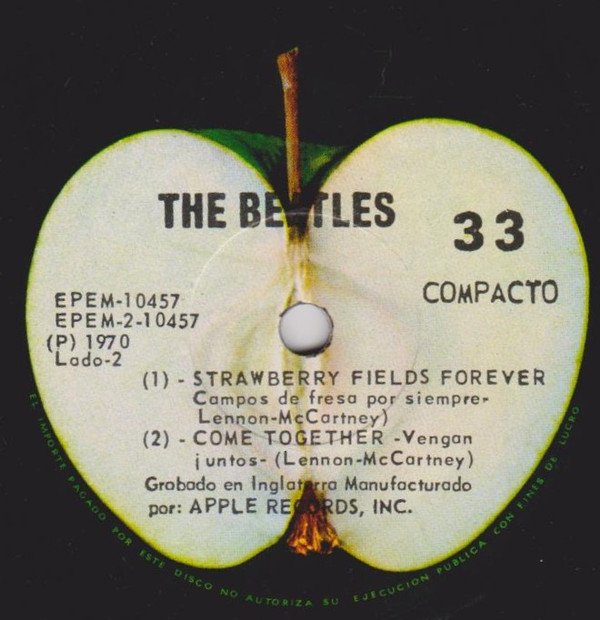 THE BEATLES
33
COMPACTO
EPEM-10457
EPEM-2-10457
(P) 1970
Lado-2
(1) - STRAWBERRY FIELDS FOREVER
Campos de fresa por siempre-
Lennon-McCartney)
(2) - COME TOGETHER -Vengan
juntos- (Lennon-McCartney)
Grabado en Inglaterra Manufacturado
por: APPLE RECORDS, INC.
EL IMPORTE PAGADO POR ESTE DISCO NO AUTORIZA SU EJECUCION PUBLICA CON FINES DE LUCRO